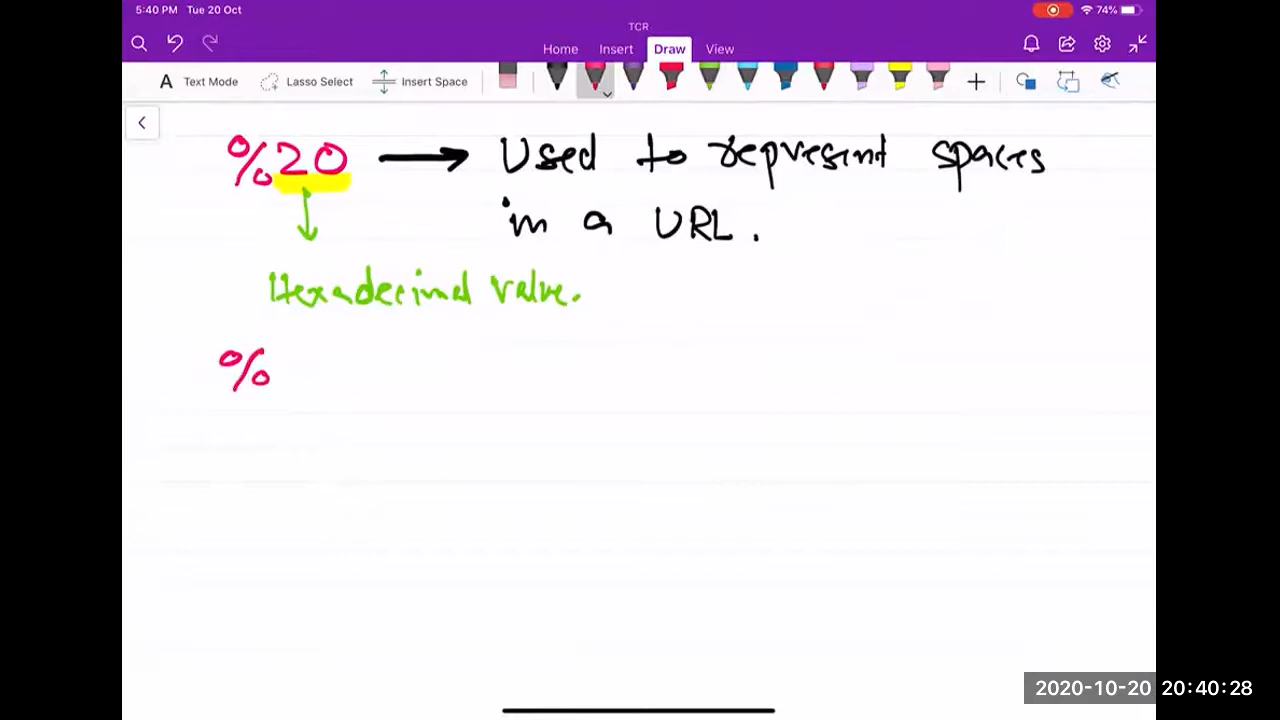 5:40 PM Tue 20 Oct
74%
TCR
Home Insert Draw View
A Text Mode Lasso Select Insert Space
%20 → Used to represent spaces
in a URL.
Hexadecimal value.
%
2020-10-20 20:40:28